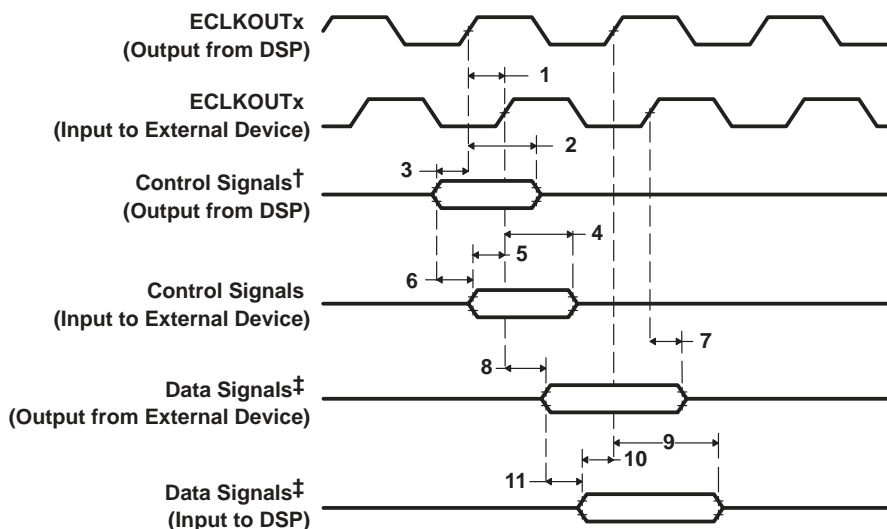 ECLKOUTx
(Output from DSP)
1
ECLKOUTx
(Input to External Device)
2
3
Control Signals†
(Output from DSP)
4
5
6
Control Signals
(Input to External Device)
7
8
Data Signals‡
(Output from External Device)
9
10
11
Data Signals‡
(Input to DSP)